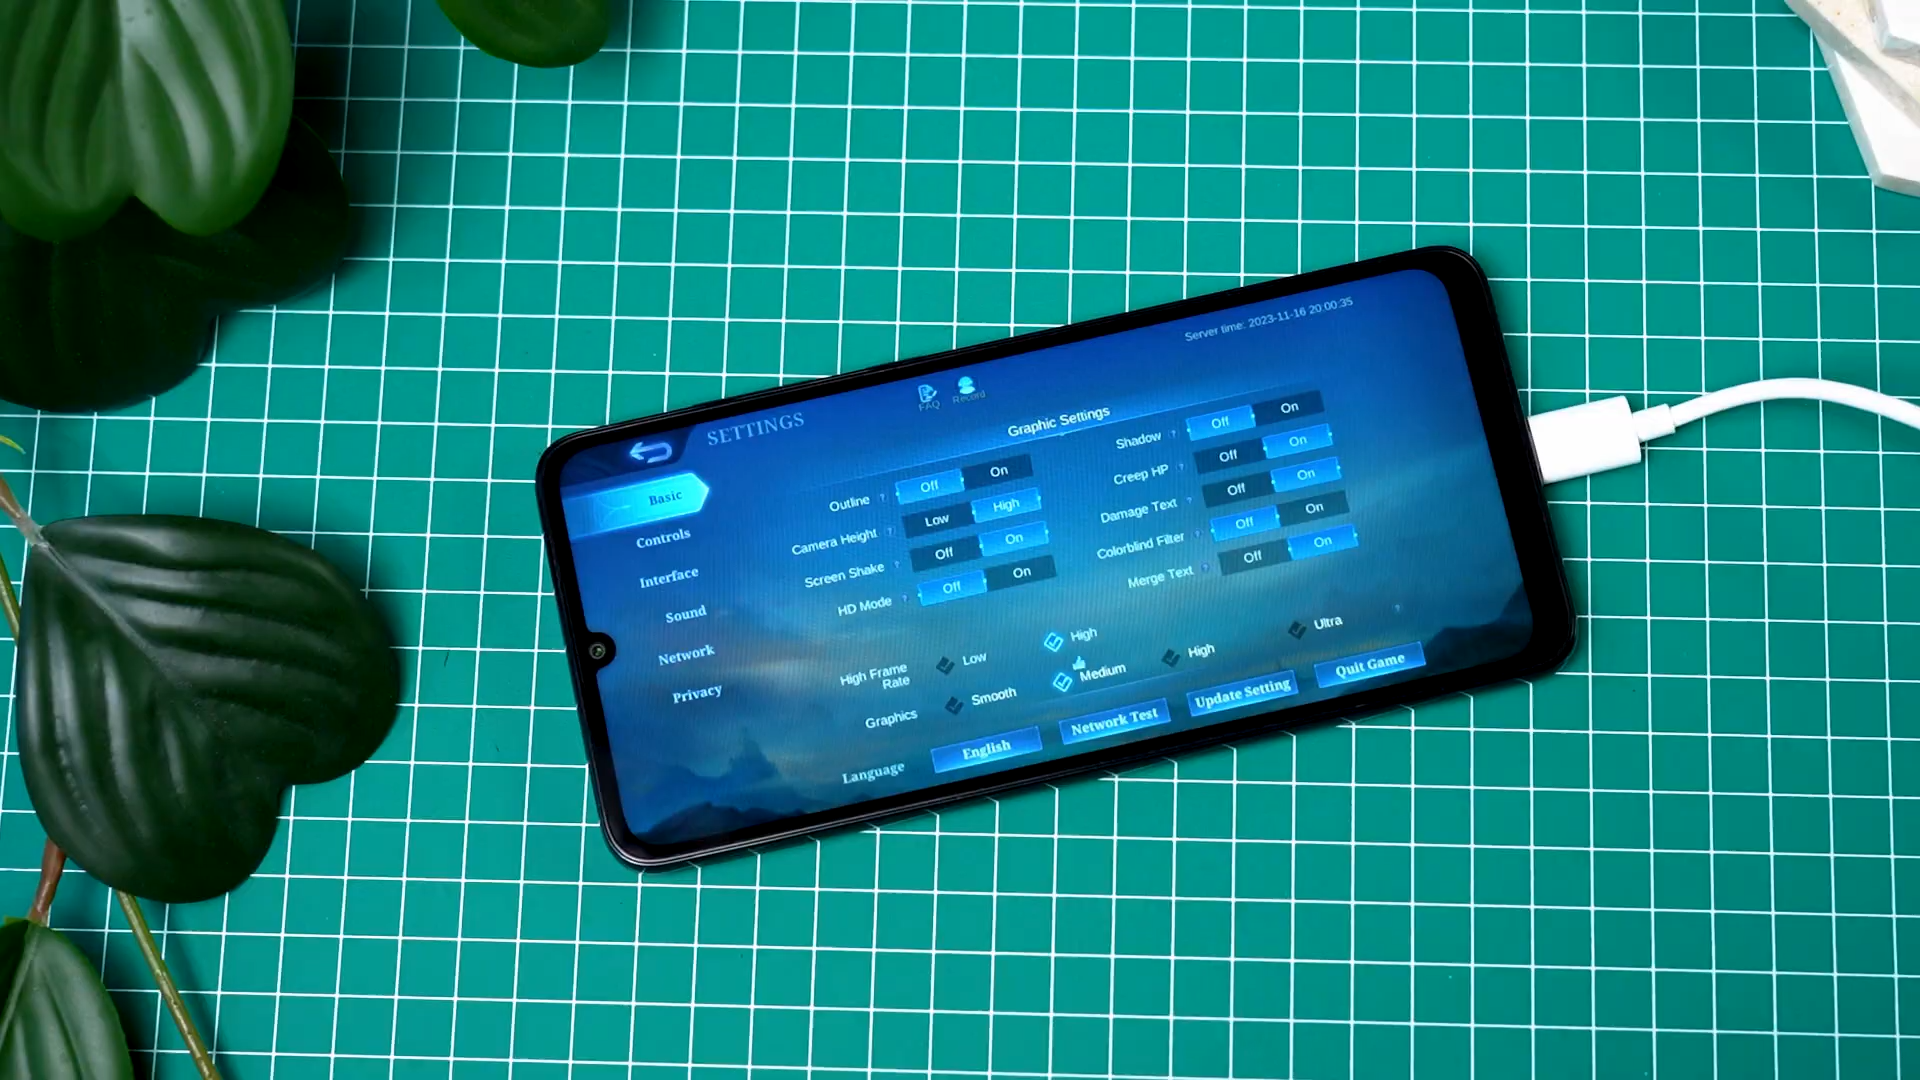 Server time: 2023-11-16 20:00:35
SETTINGS
FAQ
Record
Graphic Settings
Basic
Controls
Interface
Sound
Network
Privacy
Outline ? Off On
Camera Height ? Low High
Screen Shake ? Off On
HD Mode ? Off On
Shadow ? Off On
Creep HP ? Off On
Damage Text ? Off On
Colorblind Filter ? Off On
Merge Text ? Off On
High Frame
Rate
Low High
Ultra ?
Graphics Smooth Medium High
Language English Network Test Update Setting Quit Game